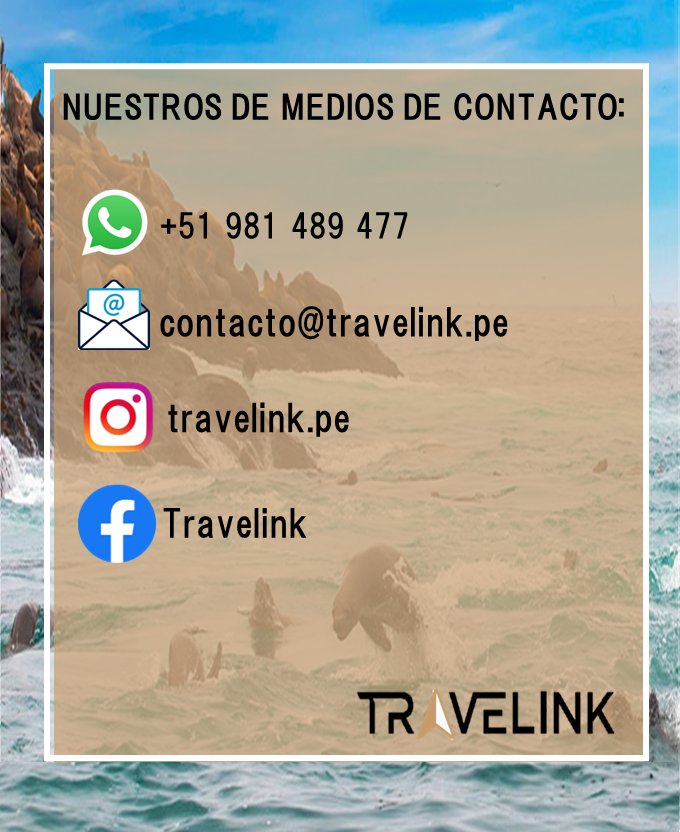 NUESTROS DE MEDIOS DE CONTACTO:
+51 981 489 477
@
contacto@travelink.pe
travelink.pe
Travelink
TRAVELINK